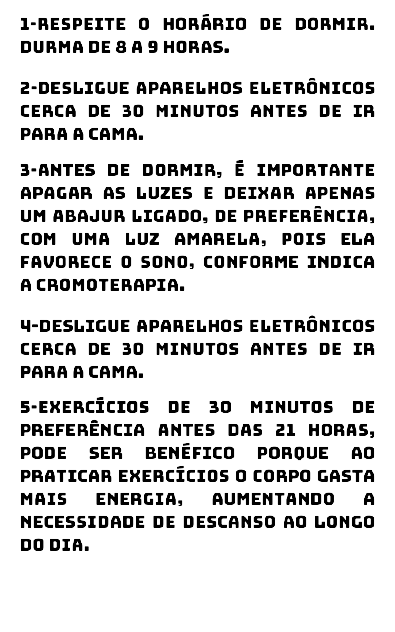 1-RESPEITE O HORÁRIO DE DORMIR.
DURMA DE 8 A 9 HORAS.
2-DESLIGUE APARELHOS ELETRÔNICOS
CERCA DE 30 MINUTOS ANTES DE IR
PARA A CAMA.
3-ANTES DE DORMIR, É IMPORTANTE
APAGAR AS LUZES E DEIXAR APENAS
UM ABAJUR LIGADO, DE PREFERÊNCIA,
COM UMA LUZ AMARELA, POIS ELA
FAVORECE O SONO, CONFORME INDICA
A CROMOTERAPIA.
4-DESLIGUE APARELHOS ELETRÔNICOS
CERCA DE 30 MINUTOS ANTES DE IR
PARA A CAMA.
5-EXERCÍCIOS DE 30 MINUTOS DE
PREFERÊNCIA ANTES DAS 21 HORAS,
PODE SER BENÉFICO PORQUE AO
PRATICAR EXERCÍCIOS O CORPO GASTA
MAIS ENERGIA, AUMENTANDO A
NECESSIDADE DE DESCANSO AO LONGO
DO DIA.